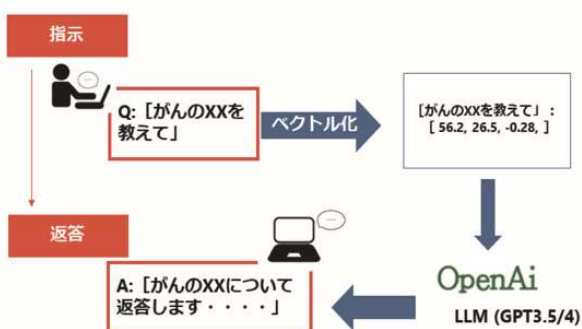 指示
Q:［がんのXXを
教えて」
ベクトル化
［がんのXXを教えて」：
［ 56.2, 26.5, -0.28, ］
返答
A:［がんのXXについて
返答します・・・・」
OpenAi
LLM (GPT3.5/4)